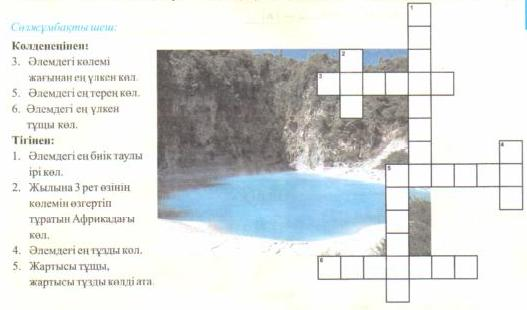 Сөзжұмбақты шеш:
Көлденеңінен:
3. Әлемдегі көлемі
жағынан ең үлкен көл.
5. Әлемдегі ең терең көл.
6. Әлемдегі ең үлкен
тұщы көл.
Тігінен:
1. Әлемдегі ең биік таулы
ірі көл.
2. Жылына 3 рет өзінің
көлемін өзгертіп
тұратын Африкадағы
көл.
4. Әлемдегі ең тұзды көл.
5. Жартысы тұщы,
жартысы тұзды көлді ата.
1
2
3
4
5
6